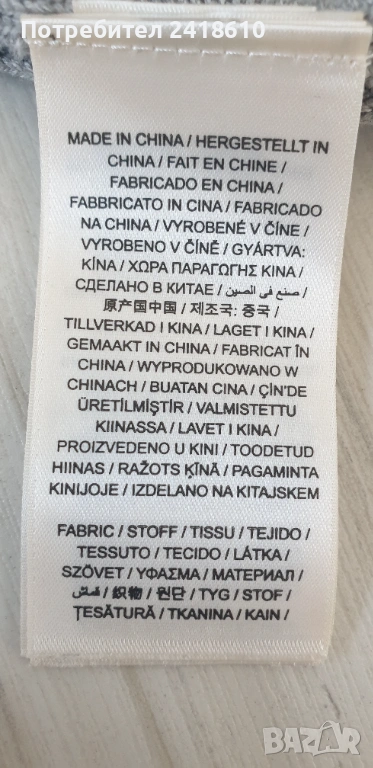 Потребител 2418610
MADE IN CHINA / HERGESTELLT IN
CHINA / FAIT EN CHINE /
FABRICADO EN CHINA /
FABBRICATO IN CINA / FABRICADO
NA CHINA / VYROBENÉ V ČÍNE /
VYROBENO V ČÍNĚ / GYÁRTVA:
KÍNA / ΧΩΡΑ ΠΑΡΑΓΩΓΗΣ ΚΙΝΑ /
СДЕЛАНО В КИТАЕ / صنع في الصين /
原产国中国 / 제조국: 중국 /
TILLVERKAD I KINA / LAGET I KINA /
GEMAAKT IN CHINA / FABRICAT ÎN
CHINA / WYPRODUKOWANO W
CHINACH / BUATAN CINA / ÇİN'DE
ÜRETİLMİŞTİR / VALMISTETTU
KIINASSA / LAVET I KINA /
PROIZVEDENO U KINI / TOODETUD
HIINAS / RAŽOTS ĶĪNĀ / PAGAMINTA
KINIJOJE / IZDELANO NA KITAJSKEM
FABRIC / STOFF / TISSU / TEJIDO /
TESSUTO / TECIDO / LÁTKA /
SZÖVET / ΥΦΑΣΜΑ / МАТЕРИАЛ /
قماش / 织物 / 원단 / TYG / STOF /
ȚESĂTURĂ / TKANINA / KAIN /
BAZAR